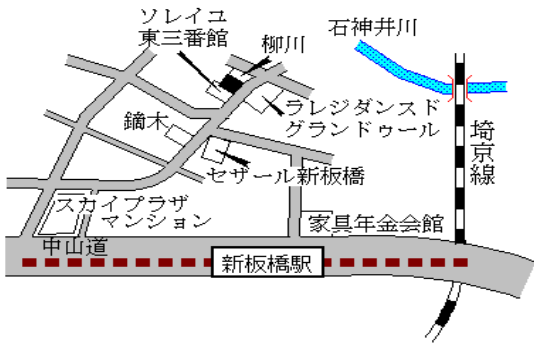 ソレイユ
東三番館
柳川
石神井川
ラレジダンスド
グランドゥール
鏑木
セザール新板橋
埼京線
スカイプラザ
マンション
家具年金会館
中山道
新板橋駅